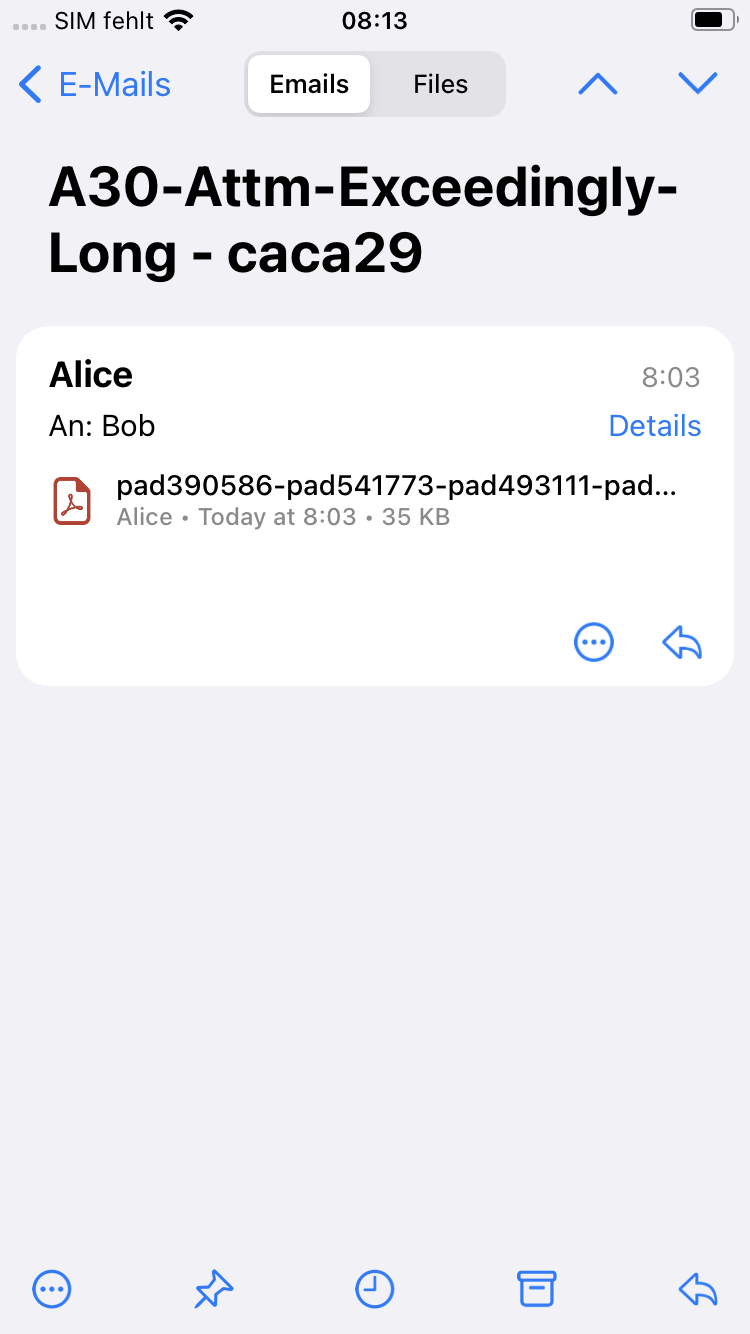 SIM fehlt
08:13
E-Mails
Emails
Files
A30-Attm-Exceedingly-
Long - caca29
Alice
8:03
An: Bob
Details
pad390586-pad541773-pad493111-pad...
Alice • Today at 8:03 • 35 KB